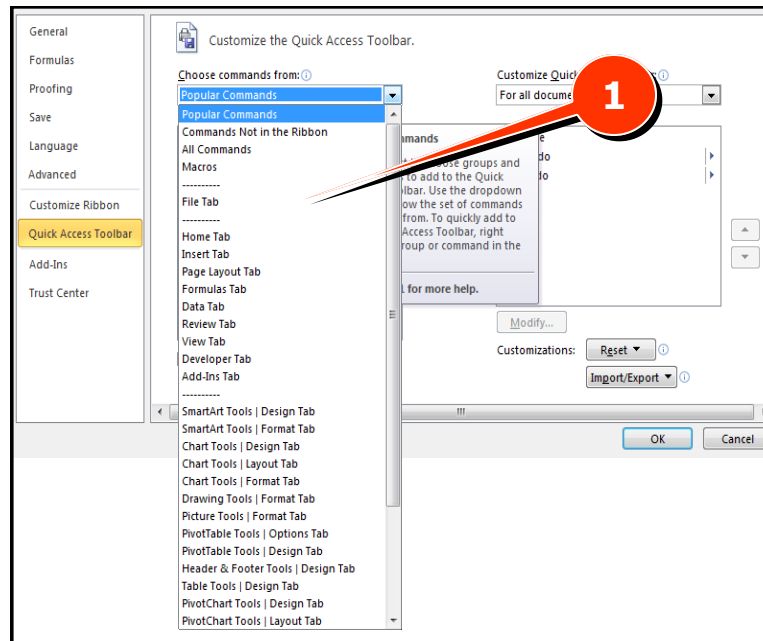 General
Formulas
Proofing
Save
Language
Advanced
Customize Ribbon
Quick Access Toolbar
Add-Ins
Trust Center
Customize the Quick Access Toolbar.
Choose commands from:
Popular Commands
Popular Commands
Commands Not in the Ribbon
All Commands
Macros
----------
File Tab
----------
Home Tab
Insert Tab
Page Layout Tab
Formulas Tab
Data Tab
Review Tab
View Tab
Developer Tab
Add-Ins Tab
----------
SmartArt Tools | Design Tab
SmartArt Tools | Format Tab
Chart Tools | Design Tab
Chart Tools | Layout Tab
Chart Tools | Format Tab
Drawing Tools | Format Tab
Picture Tools | Format Tab
PivotTable Tools | Options Tab
PivotTable Tools | Design Tab
Header & Footer Tools | Design Tab
Table Tools | Design Tab
PivotChart Tools | Design Tab
PivotChart Tools | Layout Tab
groups and
to add to the Quick
Use the dropdown
the set of commands
from. To quickly add to
Access Toolbar, right
or command in the
for more help.
Customize
For all
1
Modify...
Customizations:
Reset
Import/Export
OK
Cancel